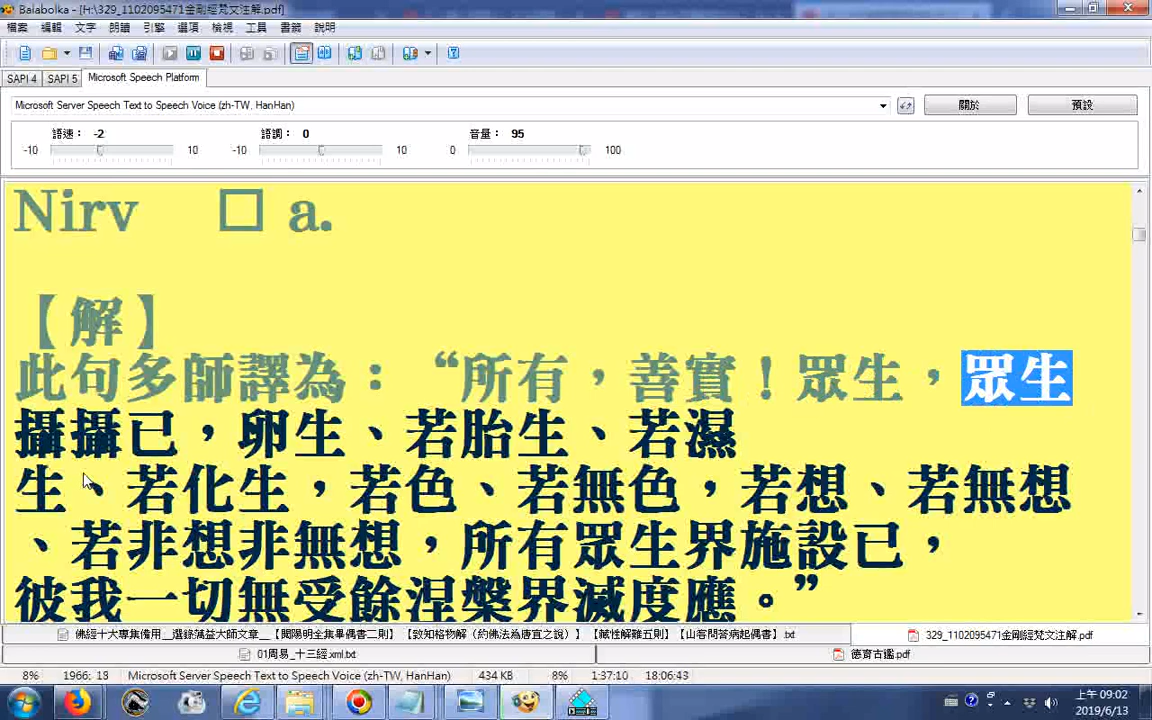 Balabolka - [H:\329_1102095471金剛經梵文注解.pdf]
檔案 編輯 文字 朗讀 引擎 選項 檢視 工具 書籤 說明
SAPI 4 SAPI 5 Microsoft Speech Platform
Microsoft Server Speech Text to Speech Voice (zh-TW, HanHan) 關於 預設
語速： -2 語調： 0 音量： 95
-10 10 -10 10 0 100
Nirv □ a.
【解】
此句多師譯為：“所有，善實！眾生，眾生
攝攝已，卵生、若胎生、若濕
生、若化生，若色、若無色，若想、若無想
、若非想非無想，所有眾生界施設已，
彼我一切無受餘涅槃界滅度應。”
佛經十大專集備用__選錄蕅益大師文章__【閱陽明全集畢偶書二則】【致知格物解（約佛法為唐宜之說）】【藏性解難五則】【山客問答病起偶書】.txt 329_1102095471金剛經梵文注解.pdf
01周易_十三經.xml.txt 德育古鑑.pdf
8% 1966; 18 Microsoft Server Speech Text to Speech Voice (zh-TW, HanHan) 434 KB 8% 1:37:10 18:06:43
上午 09:02
2019/6/13